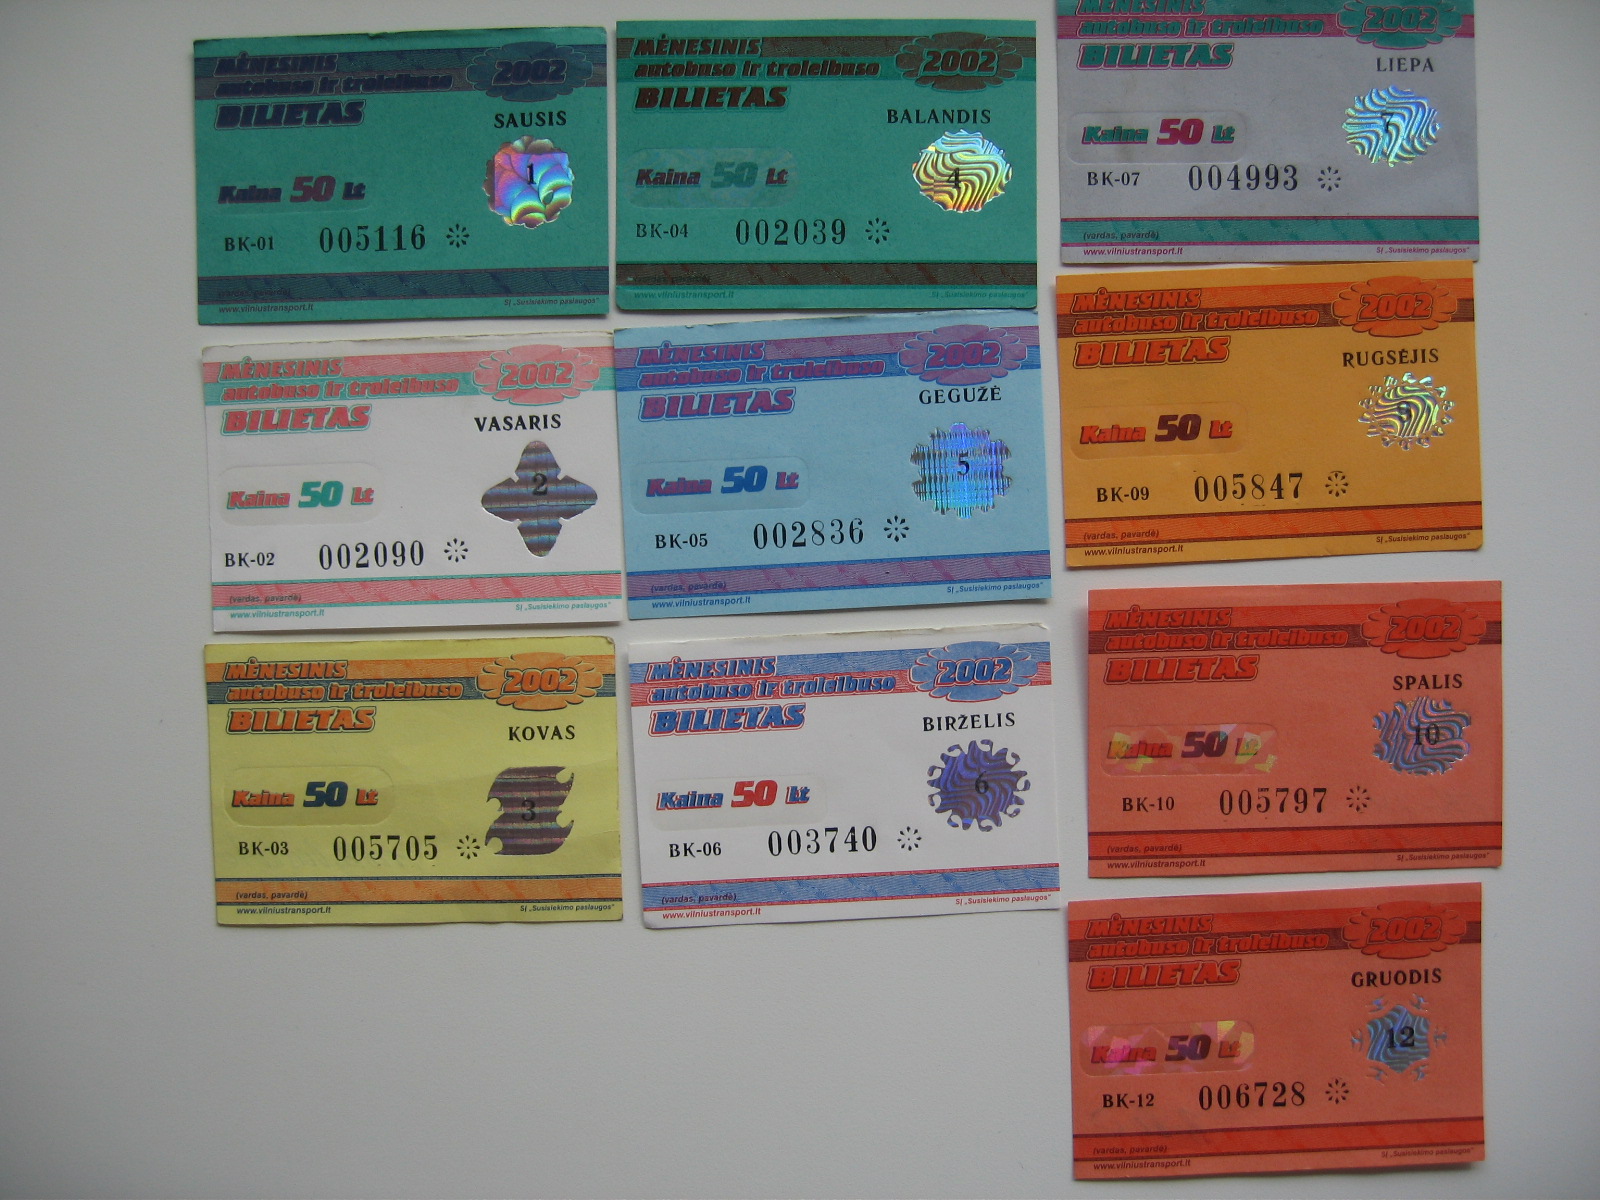 MĖNESINIS
autobuso ir troleibuso
BILIETAS
2002
SAUSIS
1
Kaina 50 Lt
BK-01 005116
(vardas, pavardė)
www.vilniustransport.lt
SĮ „Susisiekimo paslaugos"
MĖNESINIS
autobuso ir troleibuso
BILIETAS
2002
VASARIS
2
Kaina 50 Lt
BK-02 002090
(vardas, pavardė)
www.vilniustransport.lt
SĮ „Susisiekimo paslaugos"
MĖNESINIS
autobuso ir troleibuso
BILIETAS
2002
KOVAS
3
Kaina 50 Lt
BK-03 005705
(vardas, pavardė)
www.vilniustransport.lt
SĮ „Susisiekimo paslaugos"
MĖNESINIS
autobuso ir troleibuso
BILIETAS
2002
BALANDIS
4
Kaina 50 Lt
BK-04 002039
www.vilniustransport.lt
SĮ „Susisiekimo paslaugos"
MĖNESINIS
autobuso ir troleibuso
BILIETAS
2002
GEGUŽĖ
5
Kaina 50 Lt
BK-05 002836
(vardas, pavardė)
www.vilniustransport.lt
SĮ „Susisiekimo paslaugos"
MĖNESINIS
autobuso ir troleibuso
BILIETAS
2002
BIRŽELIS
6
Kaina 50 Lt
BK-06 003740
(vardas, pavardė)
www.vilniustransport.lt
SĮ „Susisiekimo paslaugos"
MĖNESINIS
autobuso ir troleibuso
BILIETAS
2002
LIEPA
7
Kaina 50 Lt
BK-07 004993
(vardas, pavardė)
www.vilniustransport.lt
SĮ „Susisiekimo paslaugos"
MĖNESINIS
autobuso ir troleibuso
BILIETAS
2002
RUGSĖJIS
9
Kaina 50 Lt
BK-09 005847
(vardas, pavardė)
www.vilniustransport.lt
SĮ „Susisiekimo paslaugos"
MĖNESINIS
autobuso ir troleibuso
BILIETAS
2002
SPALIS
10
Kaina 50 Lt
BK-10 005797
(vardas, pavardė)
www.vilniustransport.lt
SĮ „Susisiekimo paslaugos"
MĖNESINIS
autobuso ir troleibuso
BILIETAS
2002
GRUODIS
12
Kaina 50 Lt
BK-12 006728
(vardas, pavardė)
www.vilniustransport.lt
SĮ „Susisiekimo paslaugos"